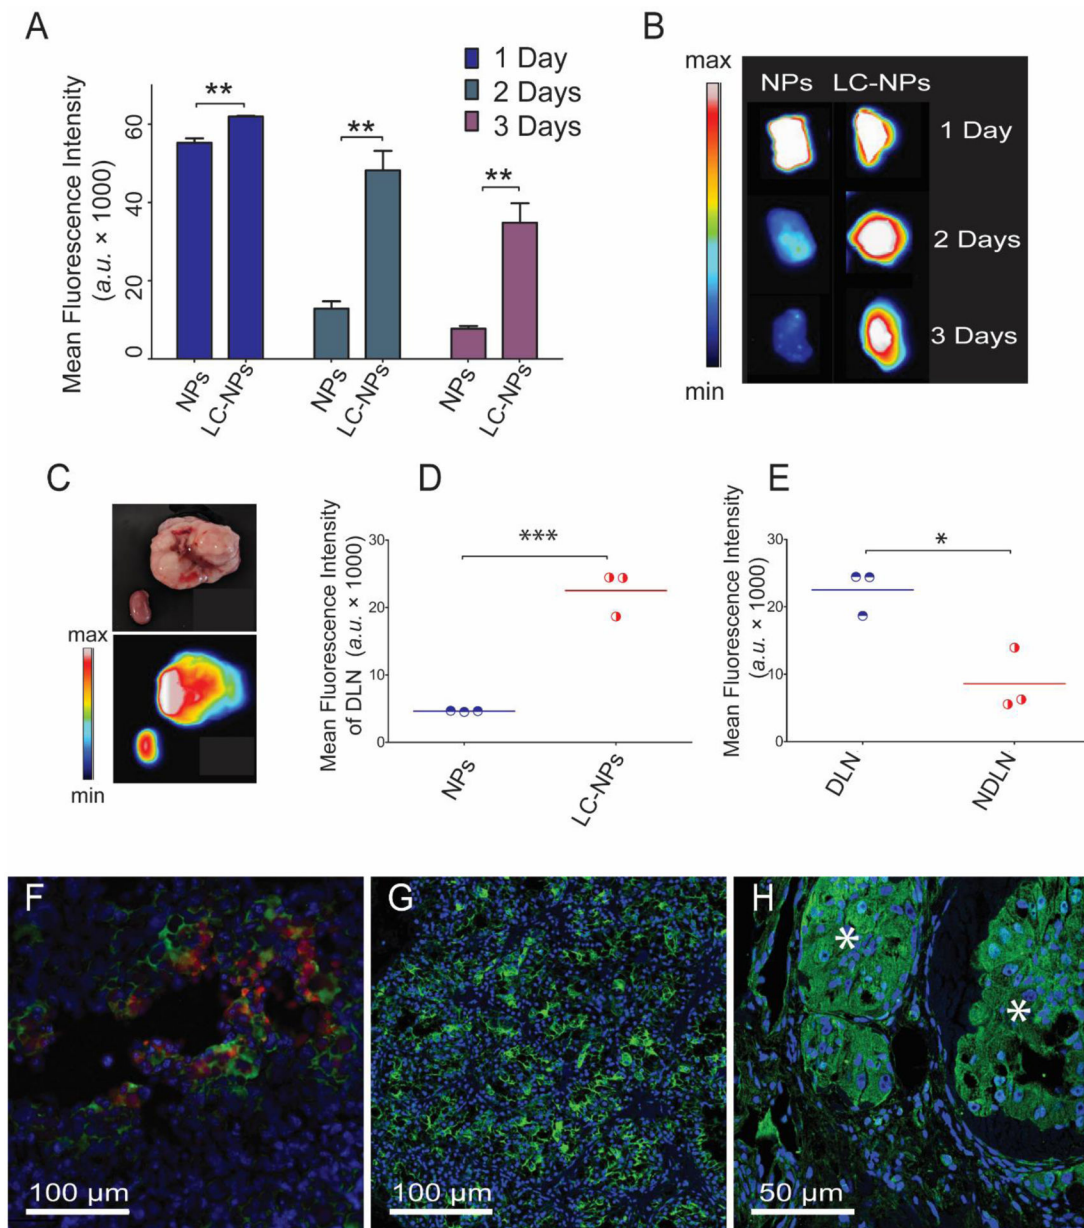 A
Mean Fluorescence Intensity
(a.u. × 1000)
60
40
20
0
**
**
**
1 Day
2 Days
3 Days
NPs
LC-NPs
NPs
LC-NPs
NPs
LC-NPs
B
max
min
NPs LC-NPs
1 Day
2 Days
3 Days
C
max
min
D
Mean Fluorescence Intensity
of DLN (a.u. × 1000)
30
20
10
0
***
NPs
LC-NPs
E
Mean Fluorescence Intensity
(a.u. × 1000)
30
20
10
0
*
DLN
NDLN
F
100 µm
G
100 µm
H
*
*
50 µm